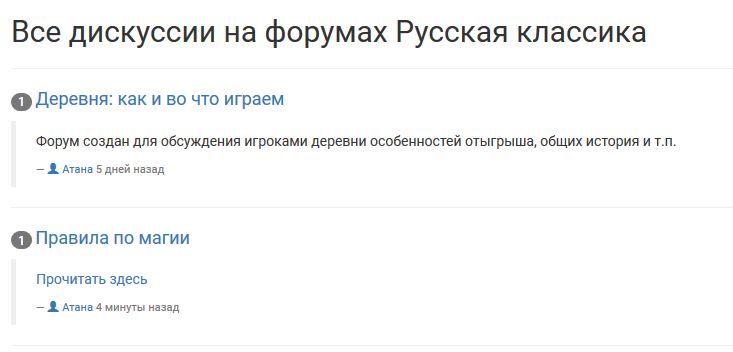 Все дискуссии на форумах Русская классика
1 Деревня: как и во что играем
Форум создан для обсуждения игроками деревни особенностей отыгрыша, общих история и т.п.
— Атана 5 дней назад
1 Правила по магии
Прочитать здесь
— Атана 4 минуты назад